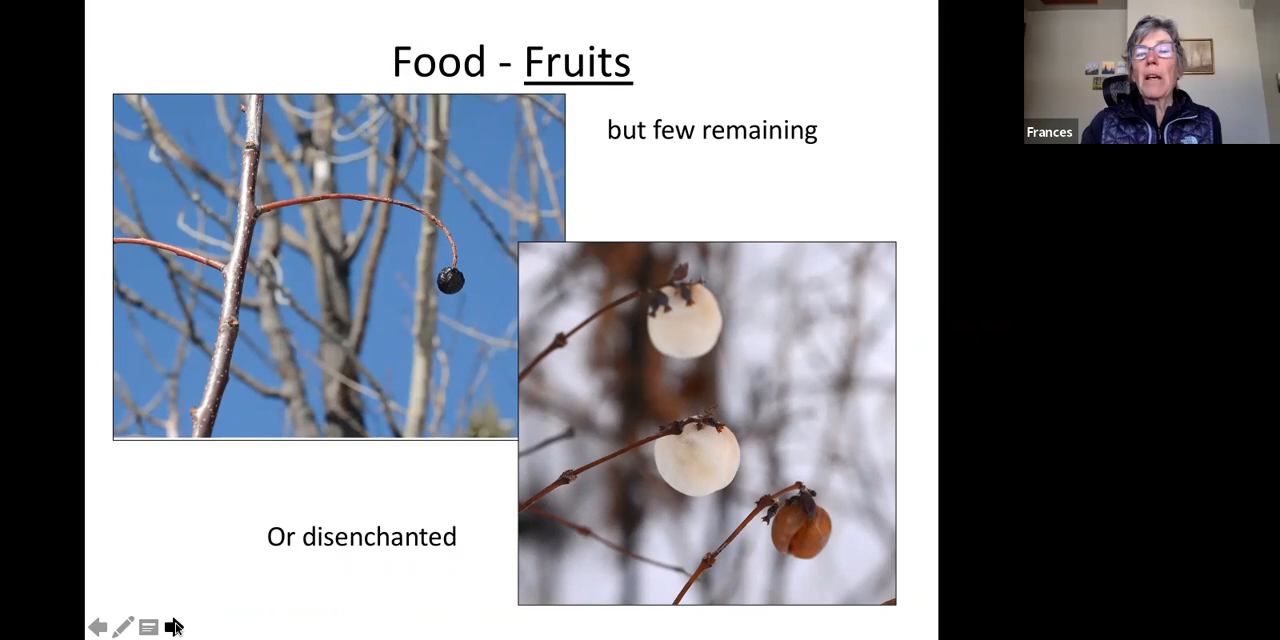 Food - Fruits
but few remaining
Frances
Or disenchanted